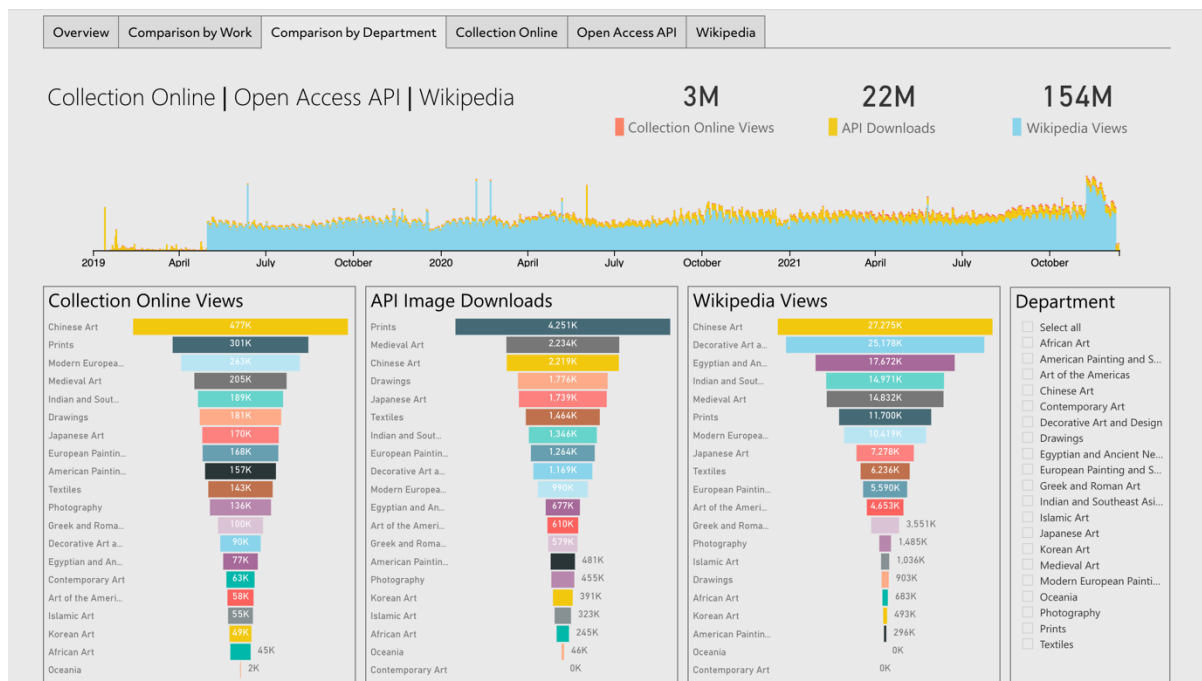 Overview Comparison by Work Comparison by Department Collection Online Open Access API Wikipedia
Collection Online | Open Access API | Wikipedia
3M 22M 154M
Collection Online Views API Downloads Wikipedia Views
2019 April July October 2020 April July October 2021 April July October
Collection Online Views
Chinese Art 477K
Prints 301K
Modern Europea... 263K
Medieval Art 205K
Indian and Sout... 189K
Drawings 181K
Japanese Art 170K
European Paintin... 168K
American Paintin... 157K
Textiles 143K
Photography 136K
Greek and Roma... 100K
Decorative Art a... 90K
Egyptian and An... 77K
Contemporary Art 63K
Art of the Ameri... 58K
Islamic Art 55K
Korean Art 49K
African Art 45K
Oceania 2K
API Image Downloads
Prints 4,251K
Medieval Art 2,234K
Chinese Art 2,219K
Drawings 1,776K
Japanese Art 1,739K
Textiles 1,464K
Indian and Sout... 1,346K
European Paintin... 1,264K
Decorative Art a... 1,169K
Modern Europea... 990K
Egyptian and An... 677K
Art of the Ameri... 610K
Greek and Roma... 579K
American Paintin... 481K
Photography 455K
Korean Art 391K
Islamic Art 323K
African Art 245K
Oceania 46K
Contemporary Art 0K
Wikipedia Views
Chinese Art 27,275K
Decorative Art a... 25,178K
Egyptian and An... 17,672K
Indian and Sout... 14,971K
Medieval Art 14,832K
Prints 11,700K
Modern Europea... 10,419K
Japanese Art 7,278K
Textiles 6,236K
European Paintin... 5,590K
Art of the Ameri... 4,653K
Greek and Roma... 3,551K
Photography 1,485K
Islamic Art 1,036K
Drawings 903K
African Art 683K
Korean Art 493K
American Paintin... 296K
Oceania 0K
Contemporary Art 0K
Department
Select all
African Art
American Painting and S...
Art of the Americas
Chinese Art
Contemporary Art
Decorative Art and Design
Drawings
Egyptian and Ancient Ne...
European Painting and S...
Greek and Roman Art
Indian and Southeast Asi...
Islamic Art
Japanese Art
Korean Art
Medieval Art
Modern European Painti...
Oceania
Photography
Prints
Textiles